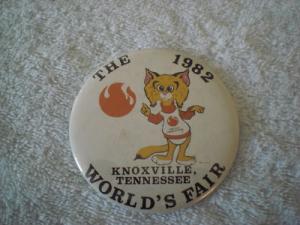 THE 1982
KNOXVILLE,
TENNESSEE
WORLD'S FAIR